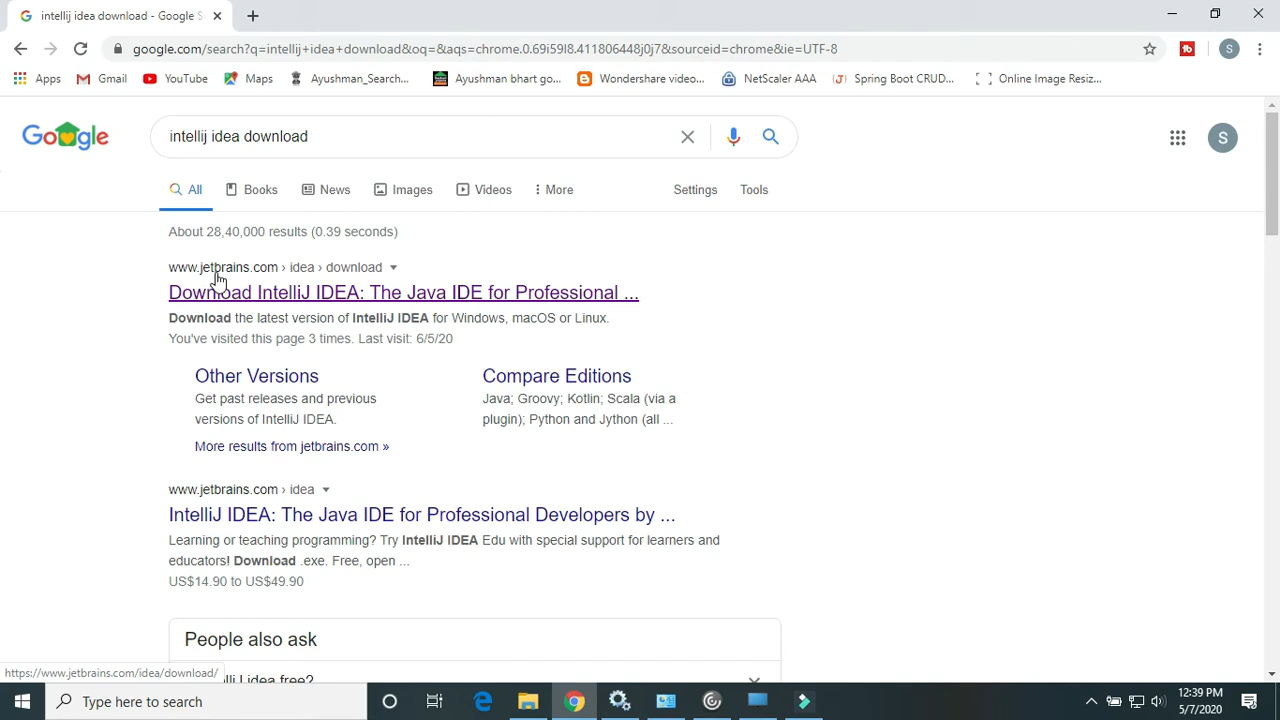 intellij idea download - Google S
google.com/search?q=intellij+idea+download&oq=&aqs=chrome.0.69i59l8.411806448j0j7&sourceid=chrome&ie=UTF-8
S
Apps Gmail YouTube Maps Ayushman_Search... Ayushman bhart go... Wondershare video... NetScaler AAA Spring Boot CRUD... Online Image Resiz...
Google intellij idea download S
All Books News Images Videos More Settings Tools
About 28,40,000 results (0.39 seconds)
www.jetbrains.com › idea › download
Download IntelliJ IDEA: The Java IDE for Professional ...
Download the latest version of IntelliJ IDEA for Windows, macOS or Linux.
You've visited this page 3 times. Last visit: 6/5/20
Other Versions Compare Editions
Get past releases and previous Java; Groovy; Kotlin; Scala (via a
versions of IntelliJ IDEA. plugin); Python and Jython (all ...
More results from jetbrains.com »
www.jetbrains.com › idea
IntelliJ IDEA: The Java IDE for Professional Developers by ...
Learning or teaching programming? Try IntelliJ IDEA Edu with special support for learners and
educators! Download .exe. Free, open ...
US$14.90 to US$49.90
People also ask
idea free?
https://www.jetbrains.com/idea/download/
Type here to search
12:39 PM
5/7/2020